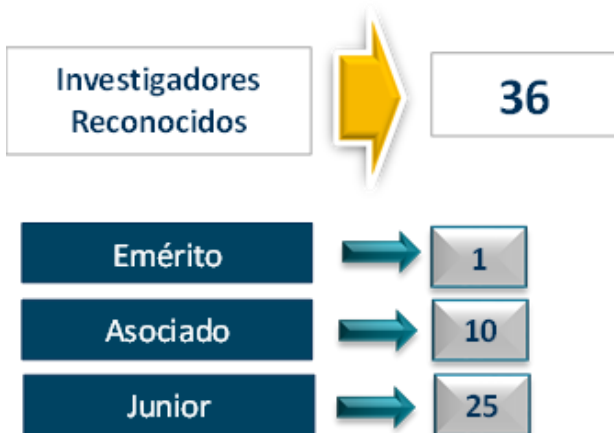 Investigadores
Reconocidos
36
Emérito
1
Asociado
10
Junior
25